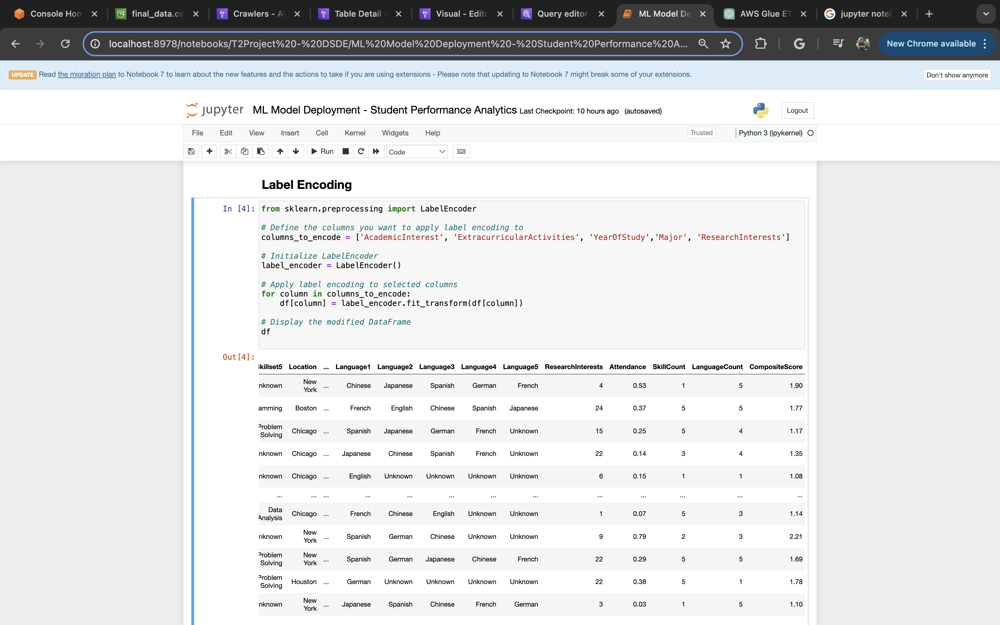 Console Hom
final_data.cs
Crawlers - AW
Table Detail -
Visual - Edito
Query editor
ML Model De
AWS Glue ET
jupyter noteb
localhost:8978/notebooks/T2Project%20-%20DSDE/ML%20Model%20Deployment%20-%20Student%20Performance%20A...
New Chrome available
UPDATE Read the migration plan to Notebook 7 to learn about the new features and the actions to take if you are using extensions - Please note that updating to Notebook 7 might break some of your extensions.
Don't show anymore
jupyter ML Model Deployment - Student Performance Analytics Last Checkpoint: 10 hours ago (autosaved)
Logout
File Edit View Insert Cell Kernel Widgets Help
Trusted Python 3 (ipykernel)
Run Code
Label Encoding
In [4]: from sklearn.preprocessing import LabelEncoder
# Define the columns you want to apply label encoding to
columns_to_encode = ['AcademicInterest', 'ExtracurricularActivities', 'YearOfStudy','Major', 'ResearchInterests']
# Initialize LabelEncoder
label_encoder = LabelEncoder()
# Apply label encoding to selected columns
for column in columns_to_encode:
    df[column] = label_encoder.fit_transform(df[column])
# Display the modified DataFrame
df
Out[4]:
Skillset5 Location ... Language1 Language2 Language3 Language4 Language5 ResearchInterests Attendance SkillCount LanguageCount CompositeScore
nknown New York ... Chinese Japanese Spanish German French 4 0.53 1 5 1.90
amming Boston ... French English Chinese Spanish Japanese 24 0.37 5 5 1.77
Problem Solving Chicago ... Spanish Japanese German French Unknown 15 0.25 5 4 1.17
nknown Chicago ... Japanese Chinese Spanish French Unknown 22 0.14 3 4 1.35
nknown Chicago ... English Unknown Unknown Unknown Unknown 6 0.15 1 1 1.08
... ... ... ... ... ... ... ... ... ... ... ... ...
Data Analysis Chicago ... French Chinese English Unknown Unknown 1 0.07 5 3 1.14
nknown New York ... Spanish German Chinese Unknown Unknown 9 0.79 2 3 2.21
Problem Solving New York ... Spanish German Japanese Chinese French 22 0.29 5 5 1.69
Problem Solving Houston ... German Unknown Unknown Unknown Unknown 22 0.38 5 1 1.78
nknown New York ... Japanese Spanish Chinese French German 3 0.03 1 5 1.10